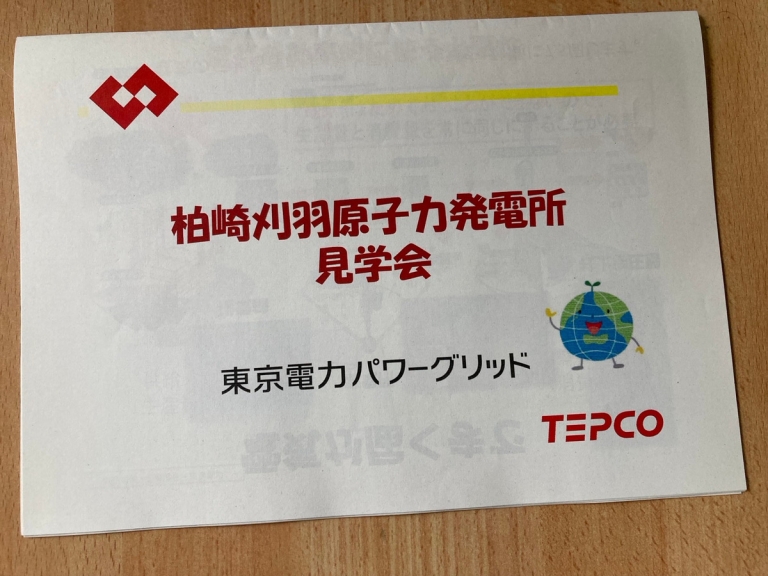 柏崎刈羽原子力発電所
見学会
東京電力パワーグリッド
TEPCO